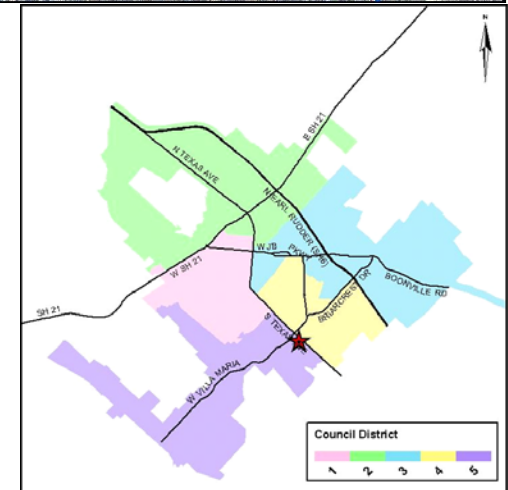 N
E SH 21
N TEXAS AVE
N EARL RUDDER (SH6)
W JB
PKWY
W SH 21
BOONVILLE RD
BRIARCREST DR
SH 21
S TEXAS
W VILLA MARIA
Council District
1 2 3 4 5